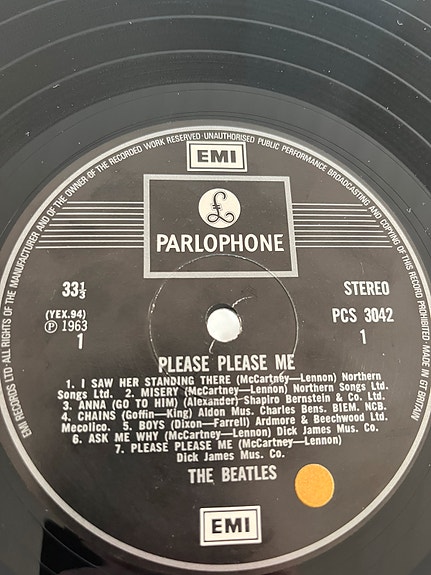 EMI RECORDS LTD ALL RIGHTS OF THE MANUFACTURER AND OF THE OWNER OF THE RECORDED WORK RESERVED · UNAUTHORISED PUBLIC PERFORMANCE BROADCASTING AND COPYING OF THIS RECORD PROHIBITED MADE IN GT BRITAIN
EMI
£
PARLOPHONE
33⅓
STEREO
(YEX.94)
PCS 3042
Ⓟ 1963
1
1
PLEASE PLEASE ME
1. I SAW HER STANDING THERE (McCartney—Lennon) Northern
Songs Ltd. 2. MISERY (McCartney—Lennon) Northern Songs Ltd.
3. ANNA (GO TO HIM) (Alexander) Shapiro Bernstein & Co. Ltd.
4. CHAINS (Goffin—King) Aldon Mus. Charles Bens. BIEM. NCB.
Mecolico. 5. BOYS (Dixon—Farrell) Ardmore & Beechwood Ltd.
6. ASK ME WHY (McCartney—Lennon) Dick James Mus. Co.
7. PLEASE PLEASE ME (McCartney—Lennon)
Dick James Mus. Co.
THE BEATLES
EMI